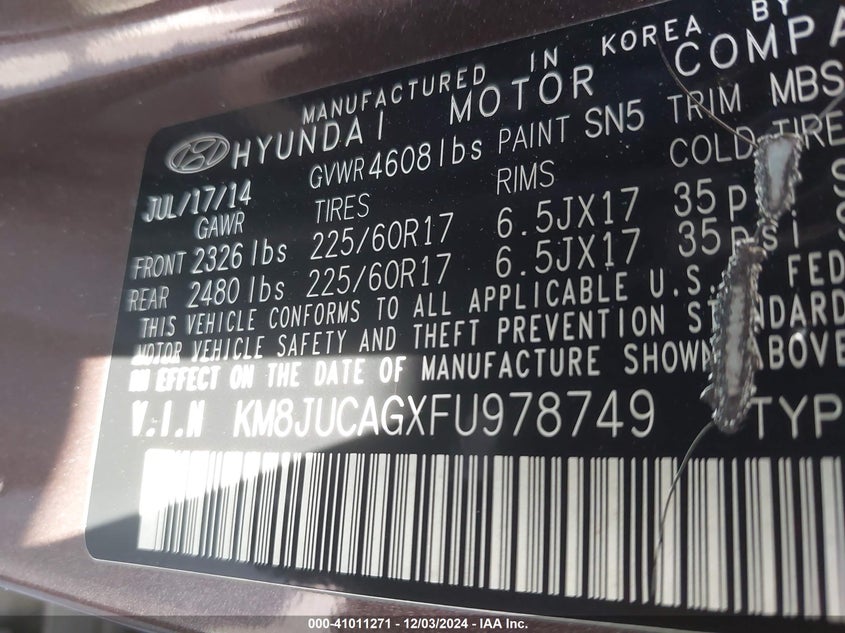 MANUFACTURED IN KOREA BY
HYUNDAI MOTOR COMPA
JUL/17/14 GVWR 4608 lbs PAINT SN5 TRIM MBS
GAWR TIRES RIMS COLD TIRE
FRONT 2326 lbs 225/60R17 6.5JX17 35 p S
REAR 2480 lbs 225/60R17 6.5JX17 35 psi S
THIS VEHICLE CONFORMS TO ALL APPLICABLE U.S. FED
MOTOR VEHICLE SAFETY AND THEFT PREVENTION STANDARD
IN EFFECT ON THE DATE OF MANUFACTURE SHOWN ABOVE
V.I.N KM8JUCAGXFU978749 TYP
000-41011271 - 12/03/2024 - IAA Inc.